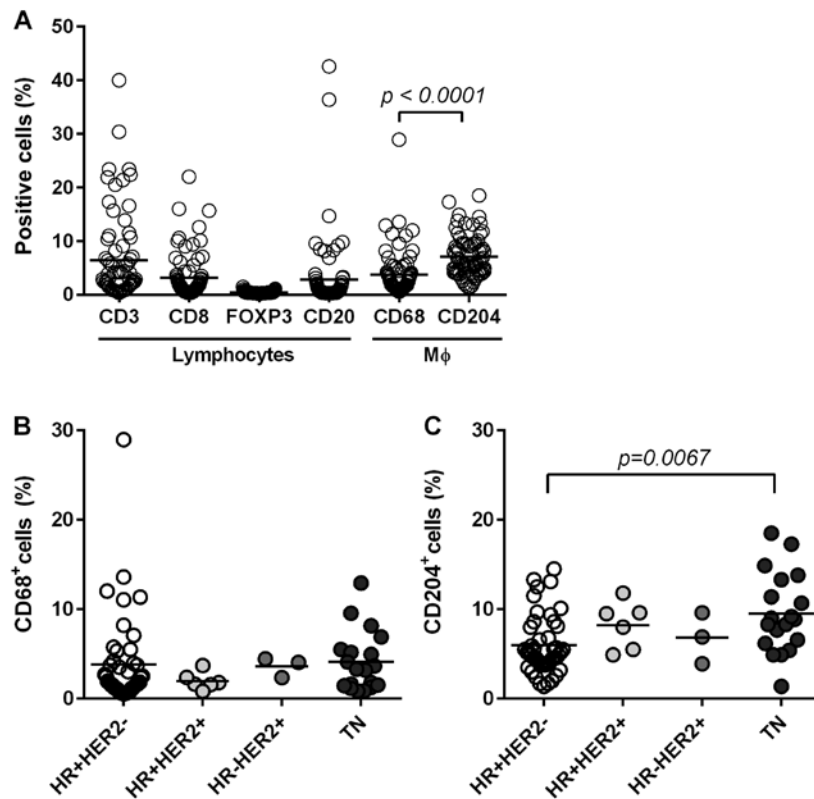 A
Positive cells (%)
50
40
30
20
10
0
p < 0.0001
CD3 CD8 FOXP3 CD20 CD68 CD204
Lymphocytes Mϕ
B
CD68+ cells (%)
30
20
10
0
HR+HER2- HR+HER2+ HR-HER2+ TN
C
CD204+ cells (%)
30
20
10
0
p=0.0067
HR+HER2- HR+HER2+ HR-HER2+ TN